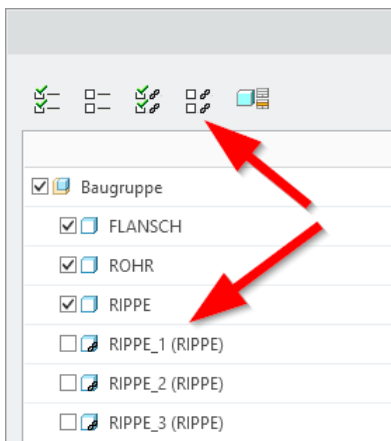 Baugruppe
FLANSCH
ROHR
RIPPE
RIPPE_1 (RIPPE)
RIPPE_2 (RIPPE)
RIPPE_3 (RIPPE)